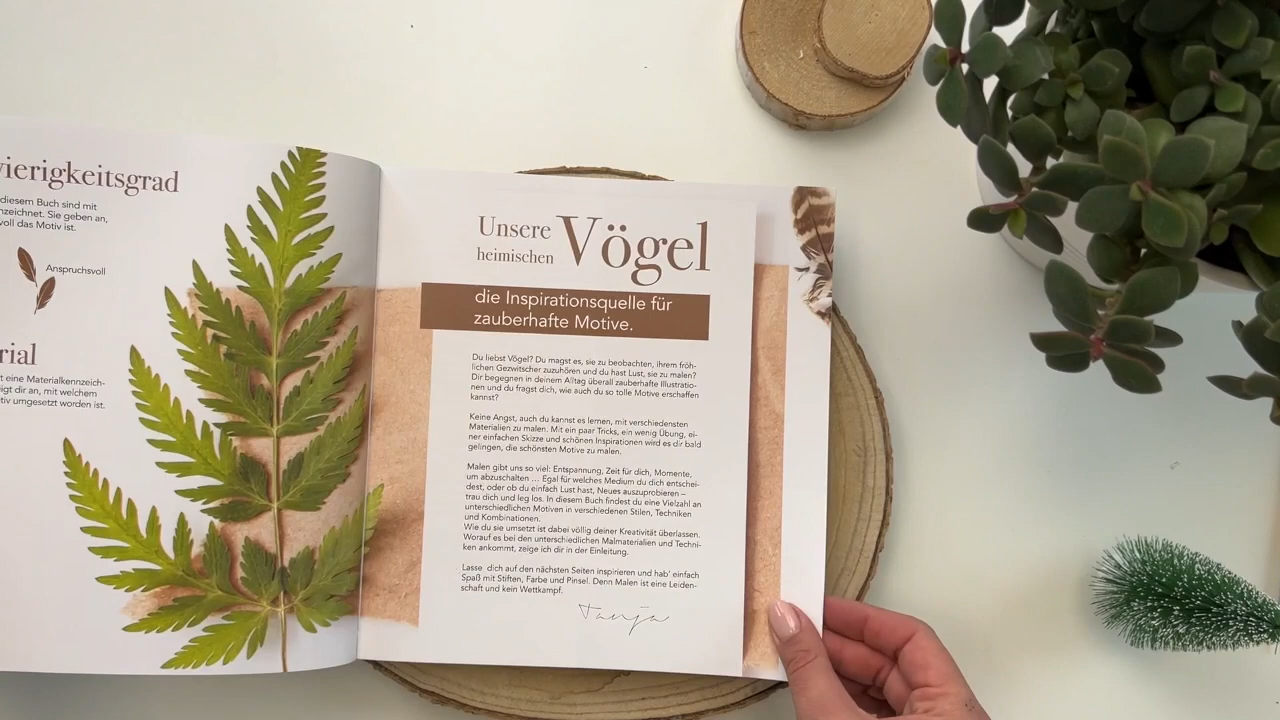 wierigkeitsgrad
diesem Buch sind mit
nzeichnet. Sie geben an,
voll das Motiv ist.
Anspruchsvoll
rial
t eine Materialkennzeich-
eigt dir an, mit welchem
tiv umgesetzt worden ist.
Unsere
heimischen
Vögel
die Inspirationsquelle für
zauberhafte Motive.
Du liebst Vögel? Du magst es, sie zu beobachten, ihrem fröh-
lichen Gezwitscher zuzuhören und du hast Lust, sie zu malen?
Dir begegnen in deinem Alltag überall zauberhafte Illustratio-
nen und du fragst dich, wie auch du so tolle Motive erschaffen
kannst?
Keine Angst, auch du kannst es lernen, mit verschiedensten
Materialien zu malen. Mit ein paar Tricks, ein wenig Übung, ei-
ner einfachen Skizze und schönen Inspirationen wird es dir bald
gelingen, die schönsten Motive zu malen.
Malen gibt uns so viel: Entspannung, Zeit für dich, Momente,
um abzuschalten … Egal für welches Medium du dich entschei-
dest, oder ob du einfach Lust hast, Neues auszuprobieren –
trau dich und leg los. In diesem Buch findest du eine Vielzahl an
unterschiedlichen Motiven in verschiedenen Stilen, Techniken
und Kombinationen.
Wie du sie umsetzt ist dabei völlig deiner Kreativität überlassen.
Worauf es bei den unterschiedlichen Malmaterialien und Techni-
ken ankommt, zeige ich dir in der Einleitung.
Lasse dich auf den nächsten Seiten inspirieren und hab' einfach
Spaß mit Stiften, Farbe und Pinsel. Denn Malen ist eine Leiden-
schaft und kein Wettkampf.
Tanja